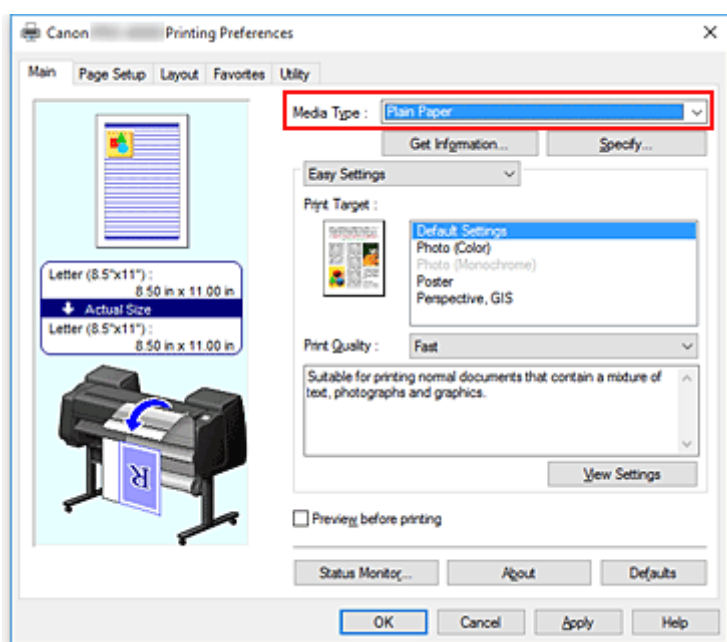 Canon Printing Preferences
Main Page Setup Layout Favorites Utility
Media Type : Plain Paper
Get Information... Specify...
Easy Settings
Print Target :
Default Settings
Photo (Color)
Photo (Monochrome)
Poster
Perspective, GIS
Letter (8.5"x11") :
8.50 in x 11.00 in
Actual Size
Letter (8.5"x11") :
8.50 in x 11.00 in
R
Print Quality : Fast
Suitable for printing normal documents that contain a mixture of
text, photographs and graphics.
View Settings
Preview before printing
Status Monitor... About Defaults
OK Cancel Apply Help